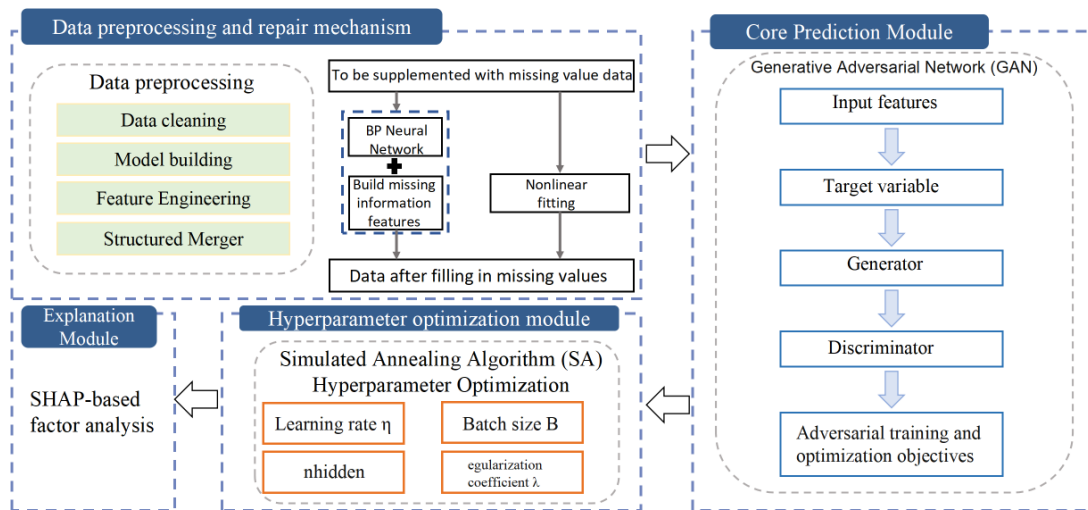 Data preprocessing and repair mechanism
Data preprocessing
Data cleaning
Model building
Feature Engineering
Structured Merger
To be supplemented with missing value data
BP Neural
Network
Build missing
information
features
Nonlinear
fitting
Data after filling in missing values
Core Prediction Module
Generative Adversarial Network (GAN)
Input features
Target variable
Generator
Discriminator
Adversarial training and
optimization objectives
Hyperparameter optimization module
Simulated Annealing Algorithm (SA)
Hyperparameter Optimization
Learning rate η
Batch size B
nhidden
egularization
coefficient λ
Explanation
Module
SHAP-based
factor analysis